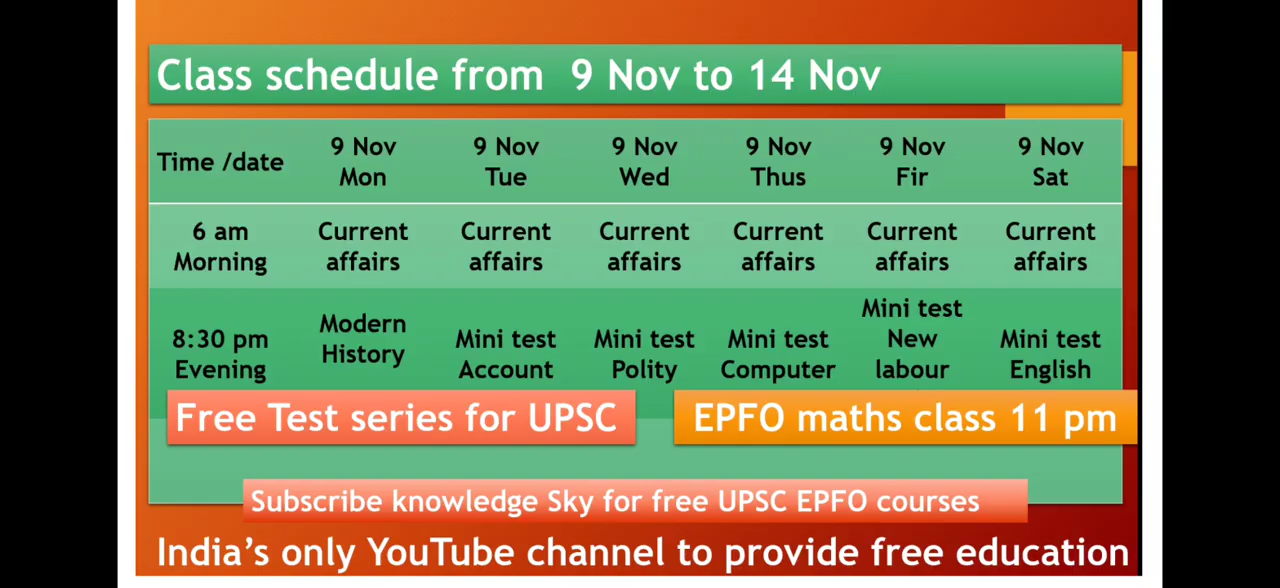 Class schedule from 9 Nov to 14 Nov
Time /date
9 Nov
Mon
9 Nov
Tue
9 Nov
Wed
9 Nov
Thus
9 Nov
Fir
9 Nov
Sat
6 am
Morning
Current
affairs
Current
affairs
Current
affairs
Current
affairs
Current
affairs
Current
affairs
8:30 pm
Evening
Modern
History
Mini test
Account
Mini test
Polity
Mini test
Computer
Mini test
New
labour
Mini test
English
Free Test series for UPSC
EPFO maths class 11 pm
Subscribe knowledge Sky for free UPSC EPFO courses
India's only YouTube channel to provide free education